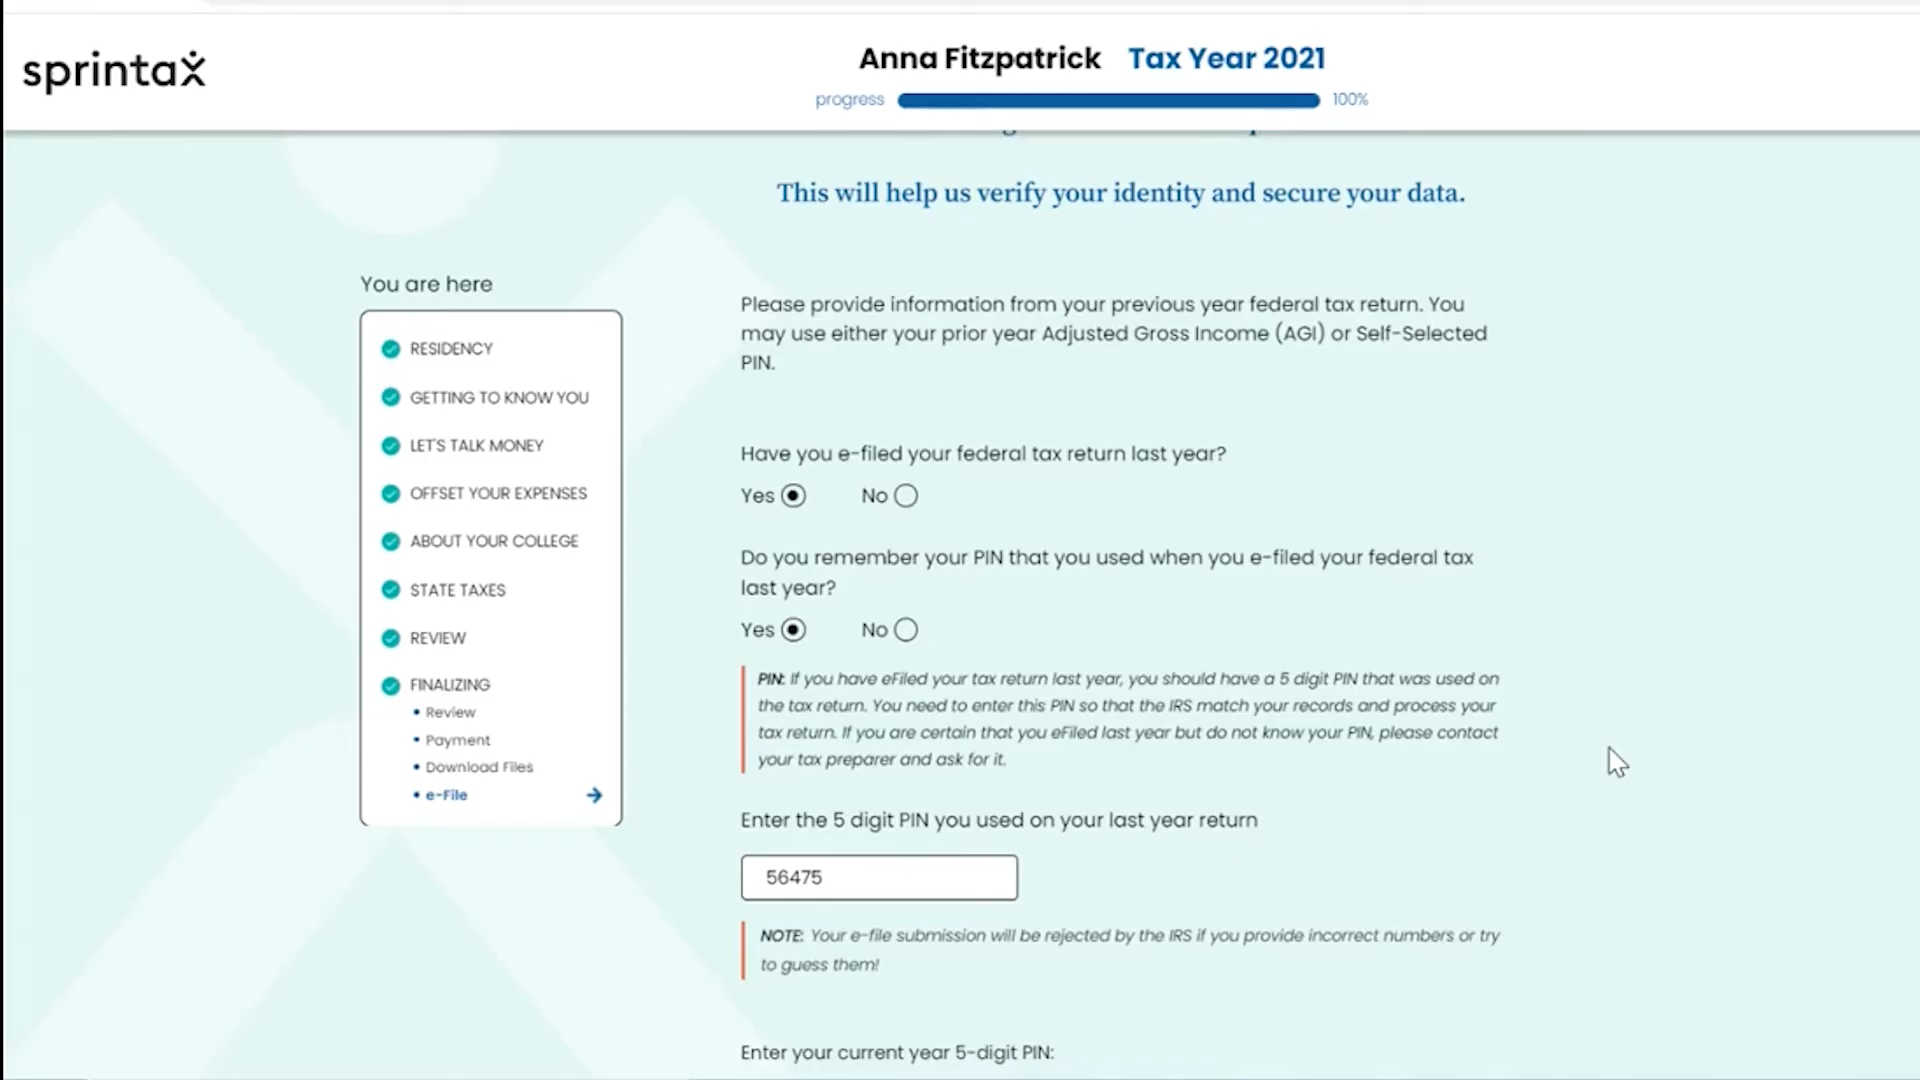 sprintax
Anna Fitzpatrick Tax Year 2021
progress 100%
This will help us verify your identity and secure your data.
You are here
RESIDENCY
GETTING TO KNOW YOU
LET'S TALK MONEY
OFFSET YOUR EXPENSES
ABOUT YOUR COLLEGE
STATE TAXES
REVIEW
FINALIZING
• Review
• Payment
• Download Files
• e-File
Please provide information from your previous year federal tax return. You
may use either your prior year Adjusted Gross Income (AGI) or Self-Selected
PIN.
Have you e-filed your federal tax return last year?
Yes No
Do you remember your PIN that you used when you e-filed your federal tax
last year?
Yes No
PIN: If you have eFiled your tax return last year, you should have a 5 digit PIN that was used on
the tax return. You need to enter this PIN so that the IRS match your records and process your
tax return. If you are certain that you eFiled last year but do not know your PIN, please contact
your tax preparer and ask for it.
Enter the 5 digit PIN you used on your last year return
56475
NOTE: Your e-file submission will be rejected by the IRS if you provide incorrect numbers or try
to guess them!
Enter your current year 5-digit PIN: